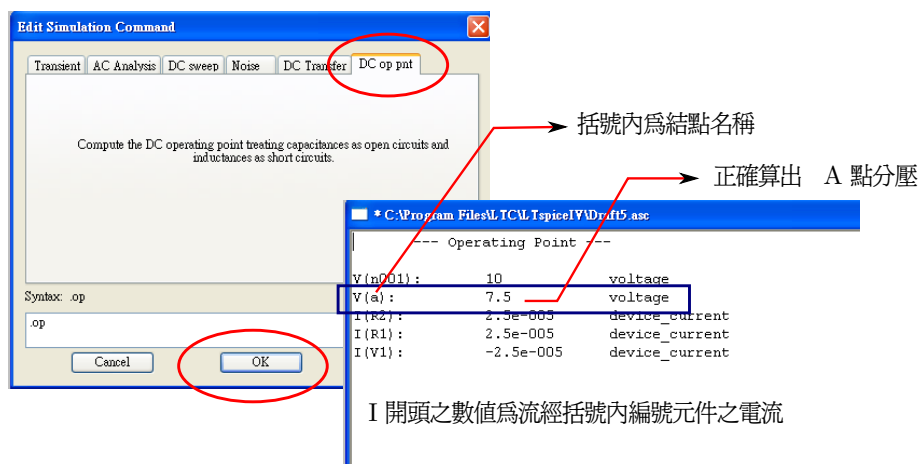 Edit Simulation Command
Transient AC Analysis DC sweep Noise DC Transfer DC op pnt
Compute the DC operating point treating capacitances as open circuits and
inductances as short circuits.
Syntax: .op
.op
Cancel OK
括號內為結點名稱
正確算出 A 點分壓
* C:\Program Files\LTC\LTspiceIV\Draft5.asc
--- Operating Point ---
V(n001): 10 voltage
V(a): 7.5 voltage
I(R2): 2.5e-005 device_current
I(R1): 2.5e-005 device_current
I(V1): -2.5e-005 device_current
I 開頭之數值為流經括號內編號元件之電流